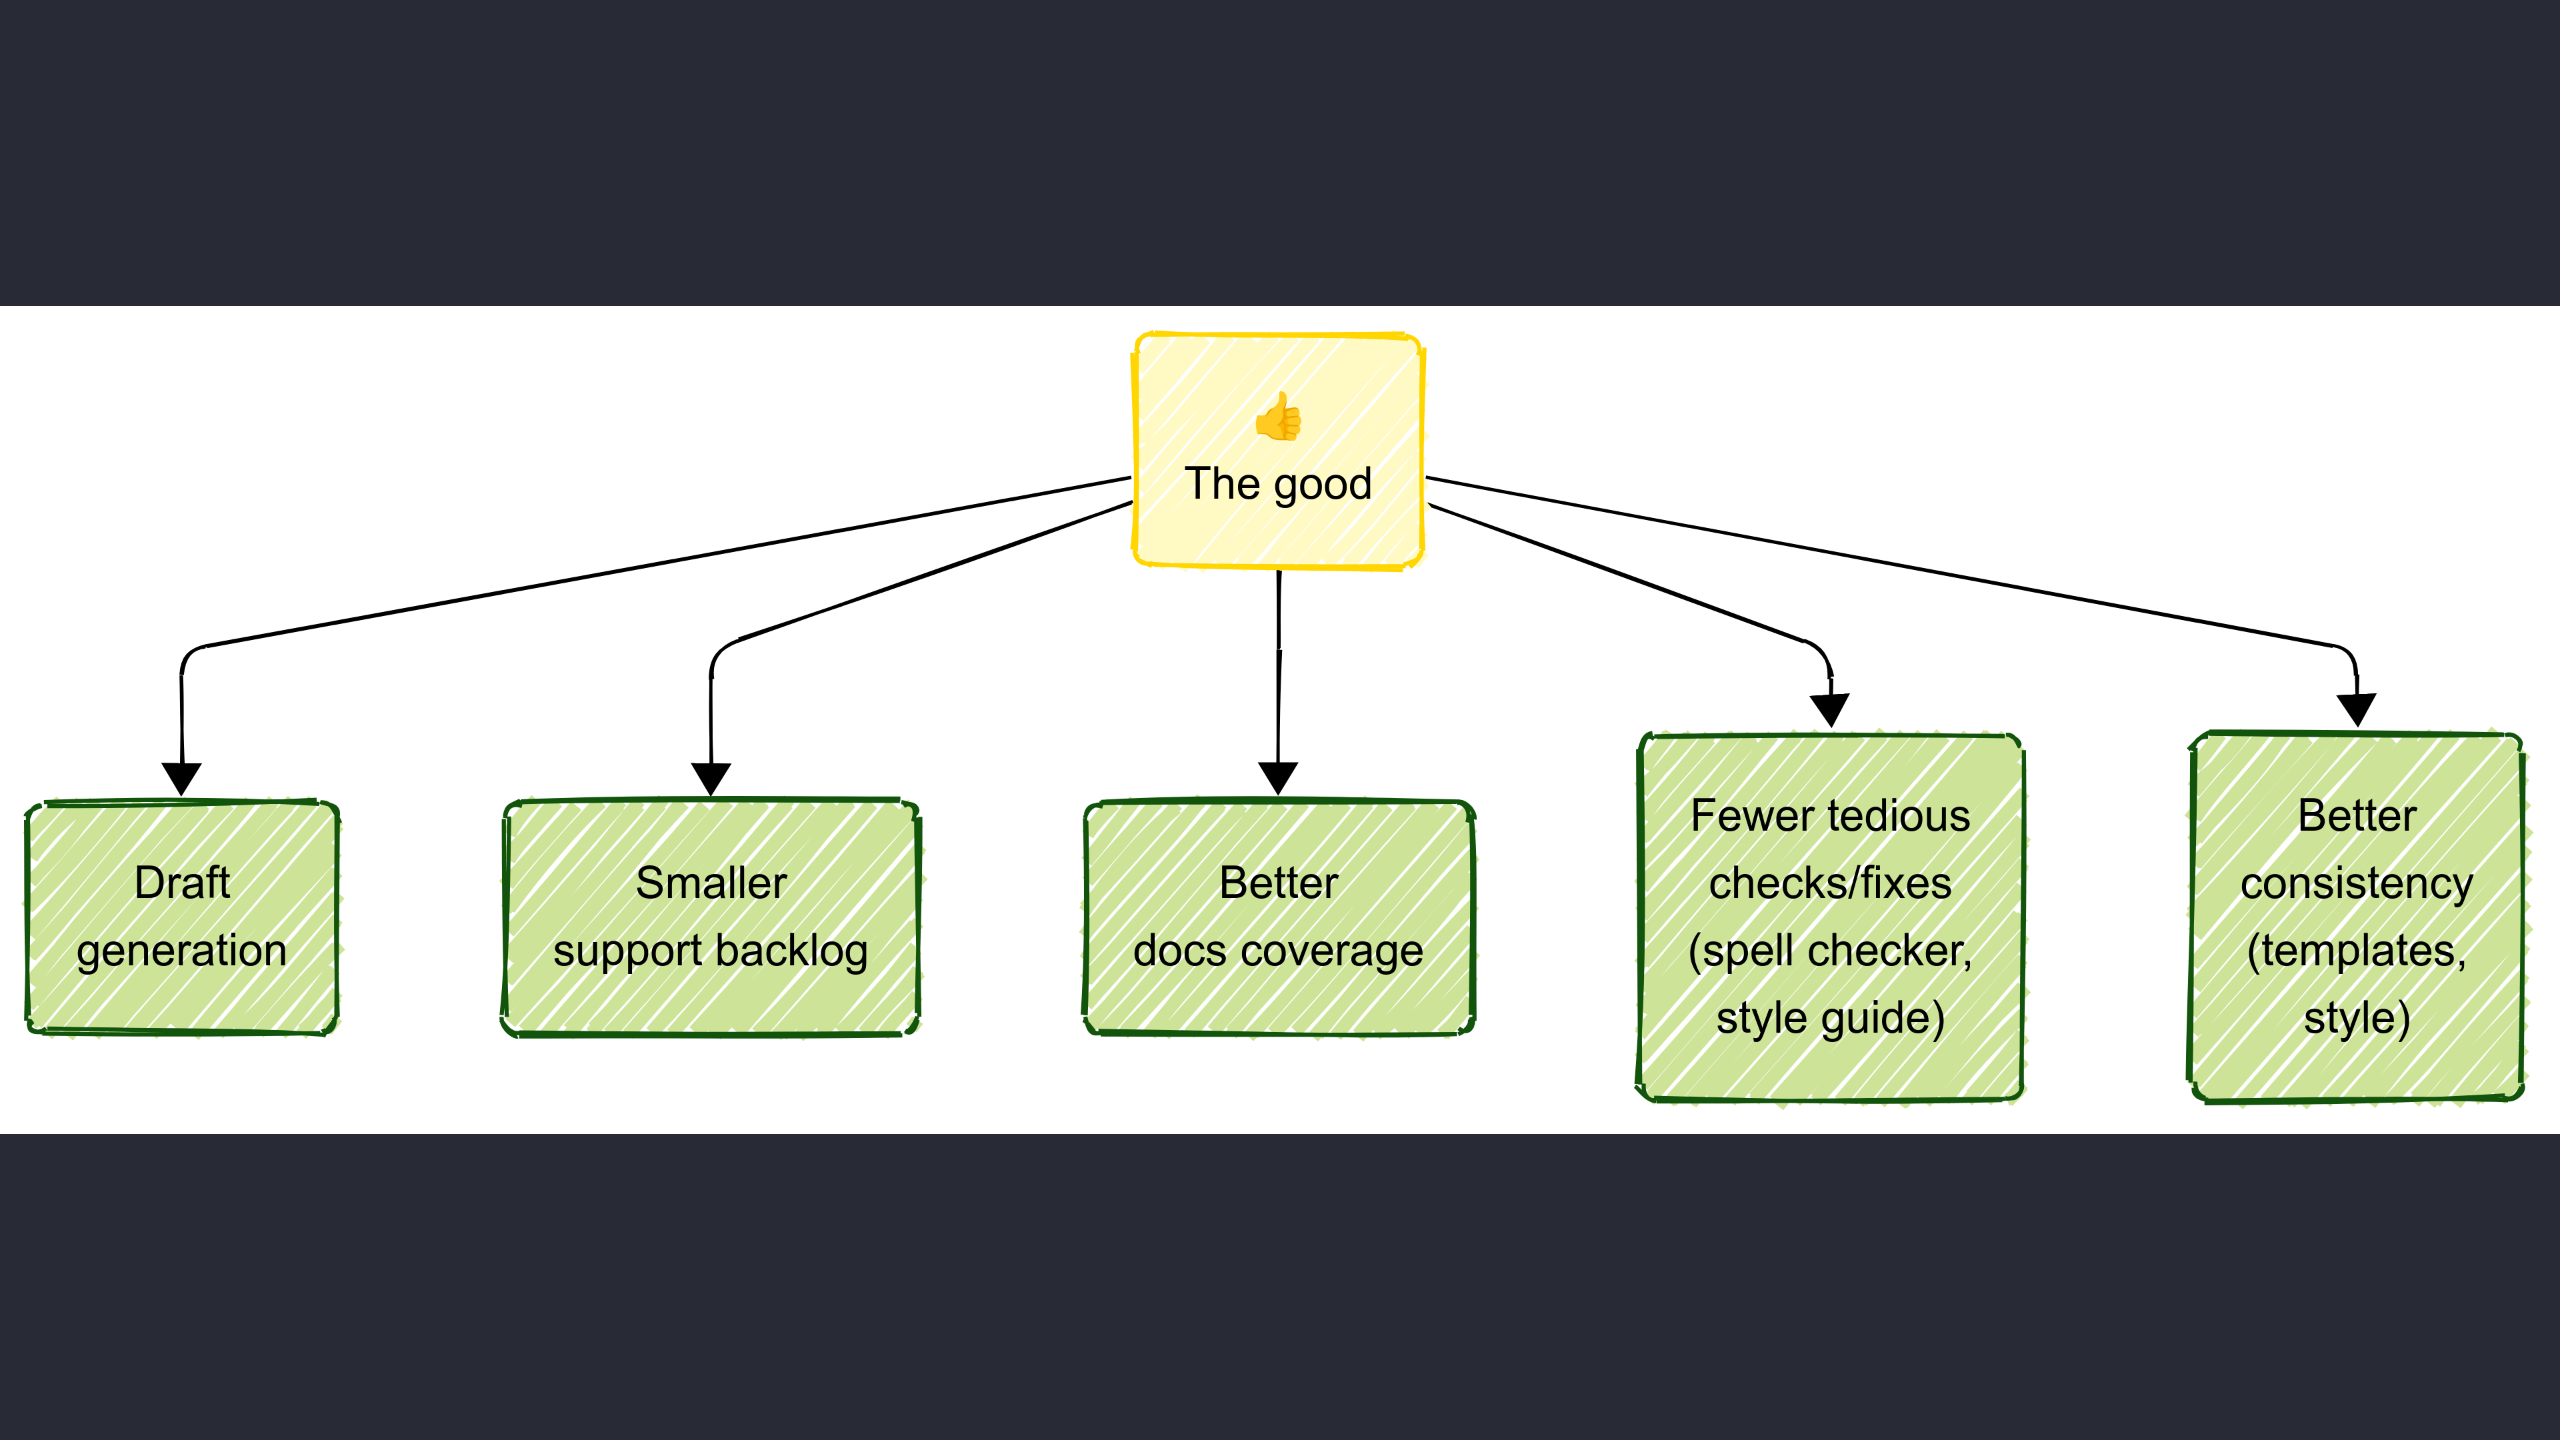 👍
The good
Draft
generation
Smaller
support backlog
Better
docs coverage
Fewer tedious
checks/fixes
(spell checker,
style guide)
Better
consistency
(templates,
style)